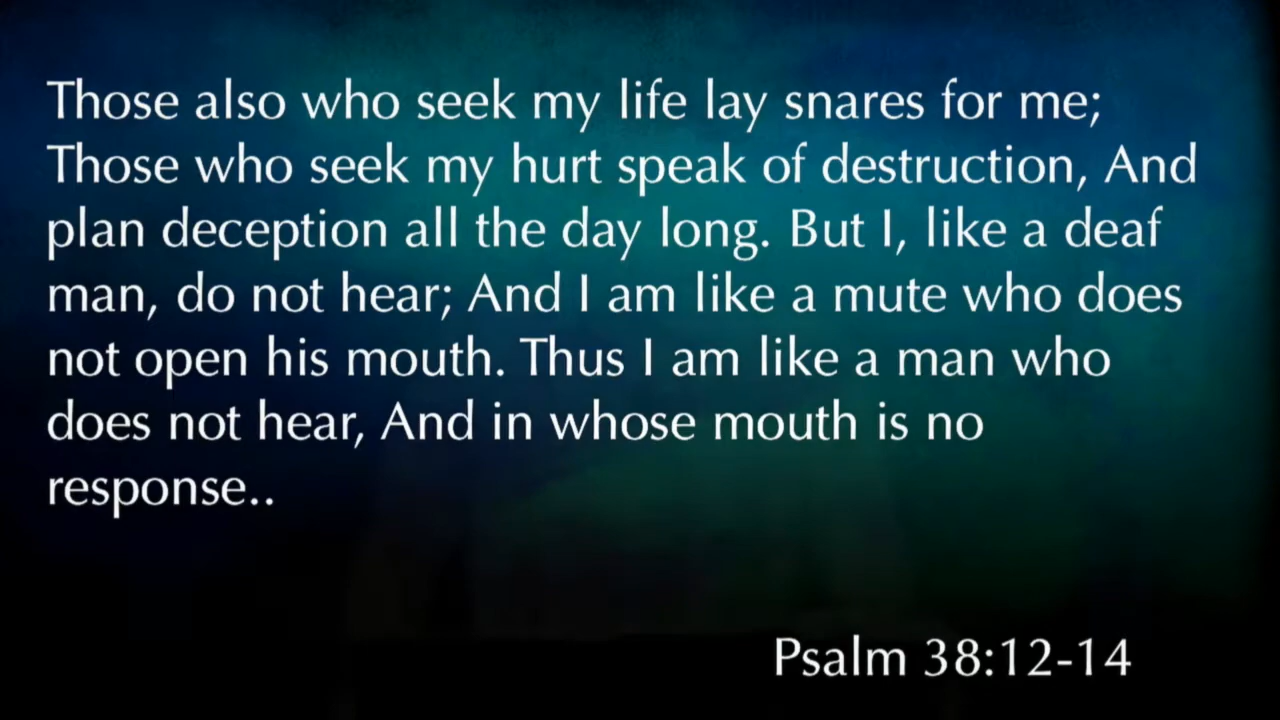 Those also who seek my life lay snares for me;
Those who seek my hurt speak of destruction, And
plan deception all the day long. But I, like a deaf
man, do not hear; And I am like a mute who does
not open his mouth. Thus I am like a man who
does not hear, And in whose mouth is no
response..
Psalm 38:12-14